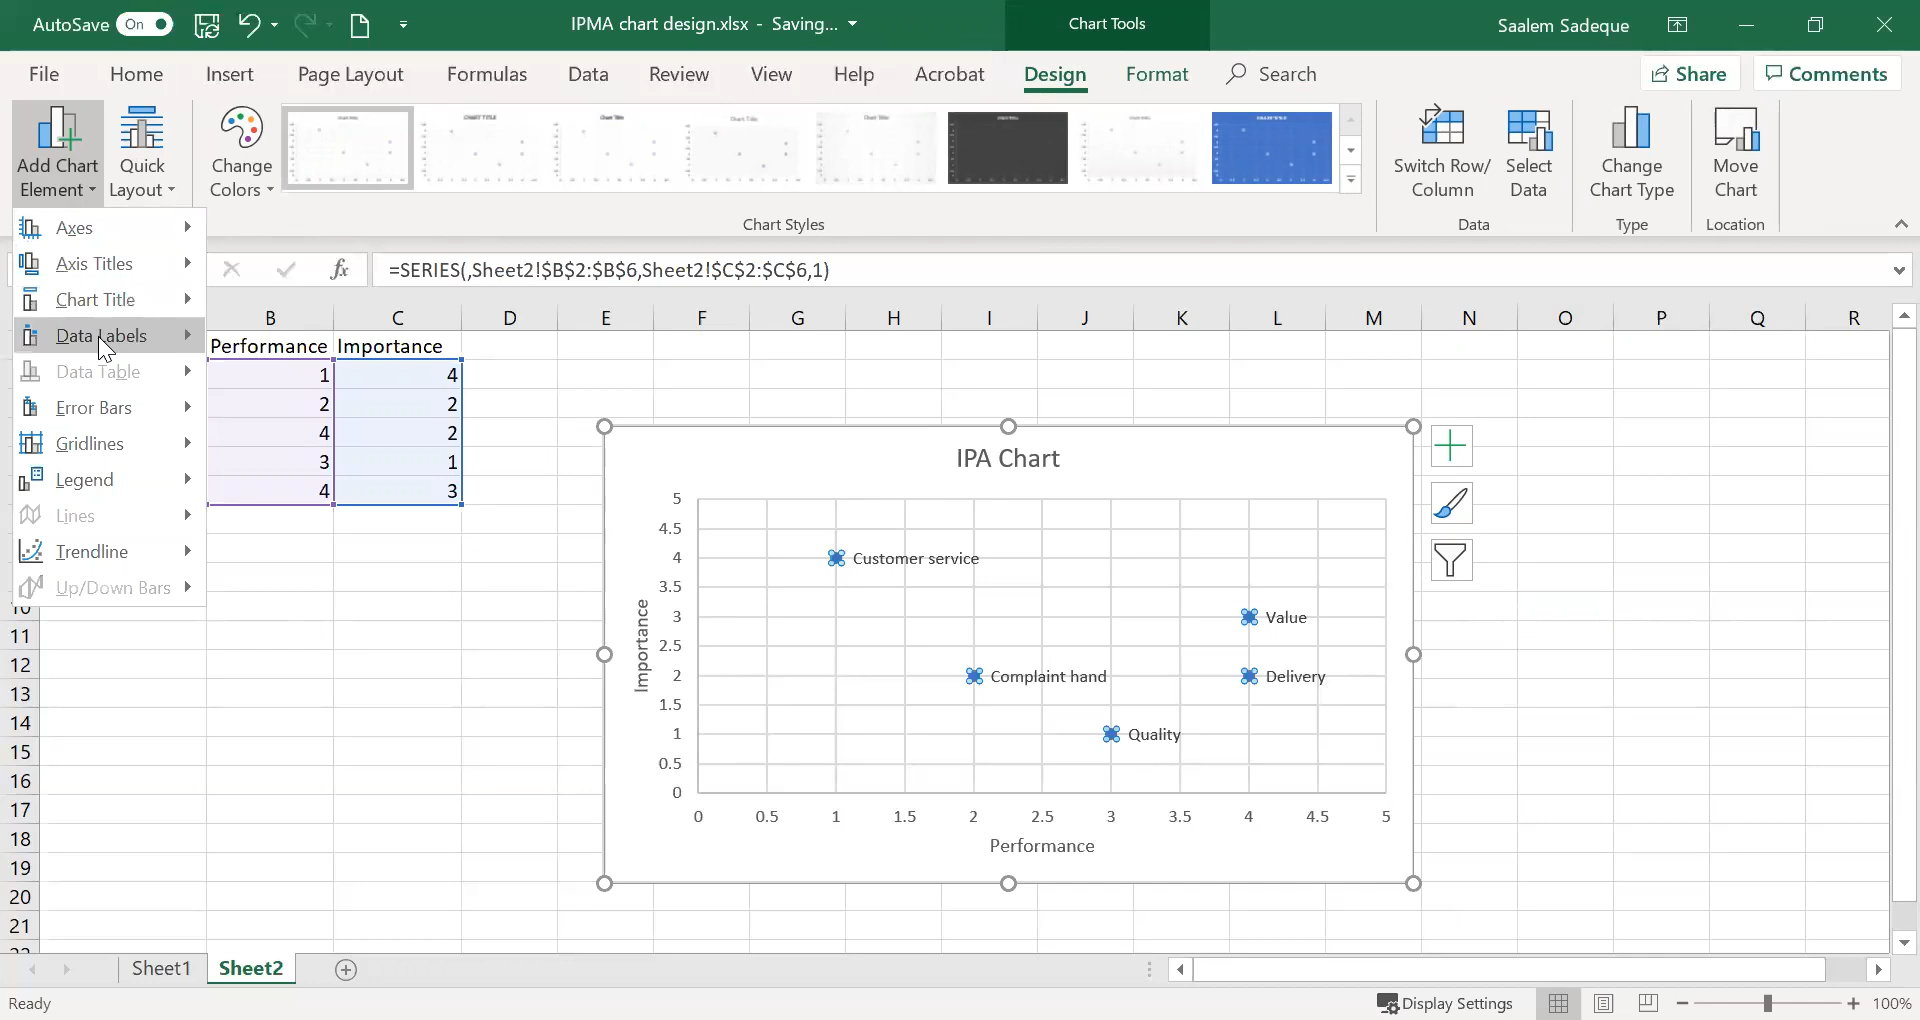 AutoSave On
IPMA chart design.xlsx - Saving...
Chart Tools
Saalem Sadeque
File Home Insert Page Layout Formulas Data Review View Help Acrobat Design Format Search Share Comments
Add Chart Element
Quick Layout
Change Colors
Switch Row/ Column
Select Data
Change Chart Type
Move Chart
Chart Styles
Data
Type
Location
Axes
Axis Titles
Chart Title
Data Labels
Data Table
Error Bars
Gridlines
Legend
Lines
Trendline
Up/Down Bars
fx =SERIES(,Sheet2!$B$2:$B$6,Sheet2!$C$2:$C$6,1)
B C D E F G H I J K L M N O P Q R
Performance Importance
1 4
2 2
4 2
3 1
4 3
10
11
12
13
14
15
16
17
18
19
20
21
IPA Chart
5
4.5
4
3.5
3
2.5
2
1.5
1
0.5
0
Importance
Customer service
Value
Complaint hand
Delivery
Quality
0 0.5 1 1.5 2 2.5 3 3.5 4 4.5 5
Performance
Sheet1 Sheet2
Ready
Display Settings
100%